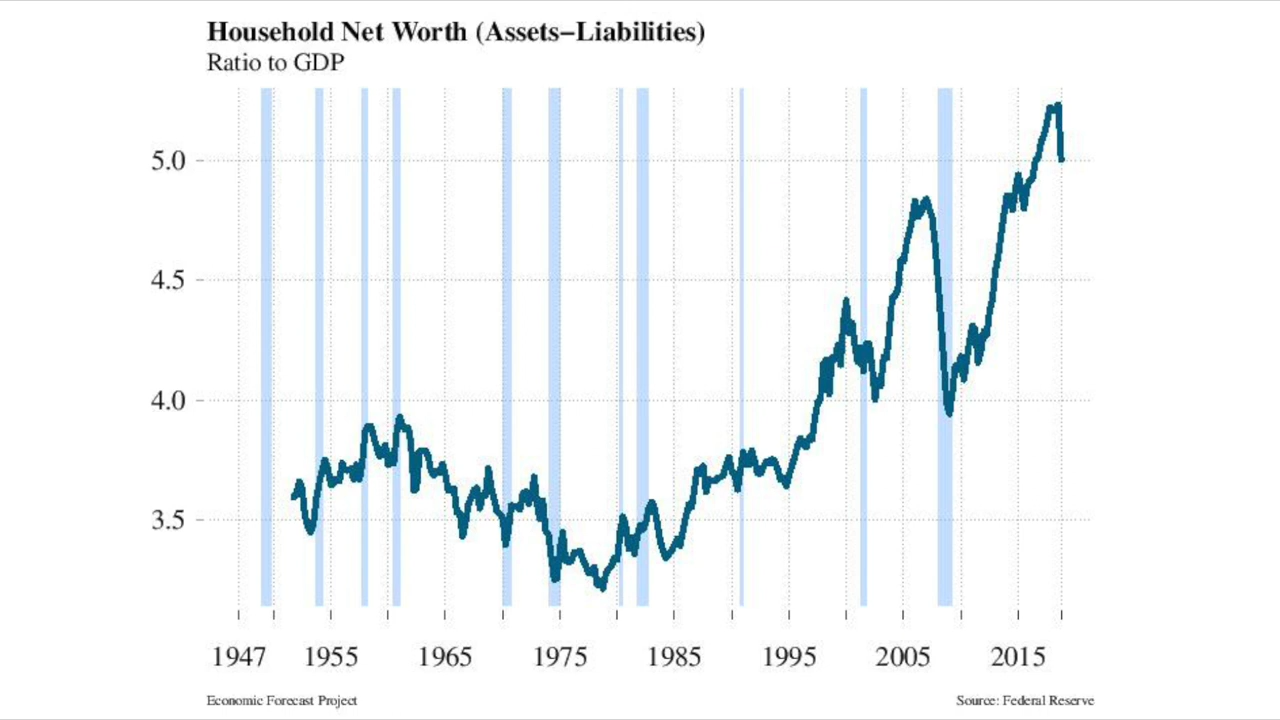 Household Net Worth (Assets−Liabilities)
Ratio to GDP
5.0
4.5
4.0
3.5
1947 1955 1965 1975 1985 1995 2005 2015
Economic Forecast Project
Source: Federal Reserve